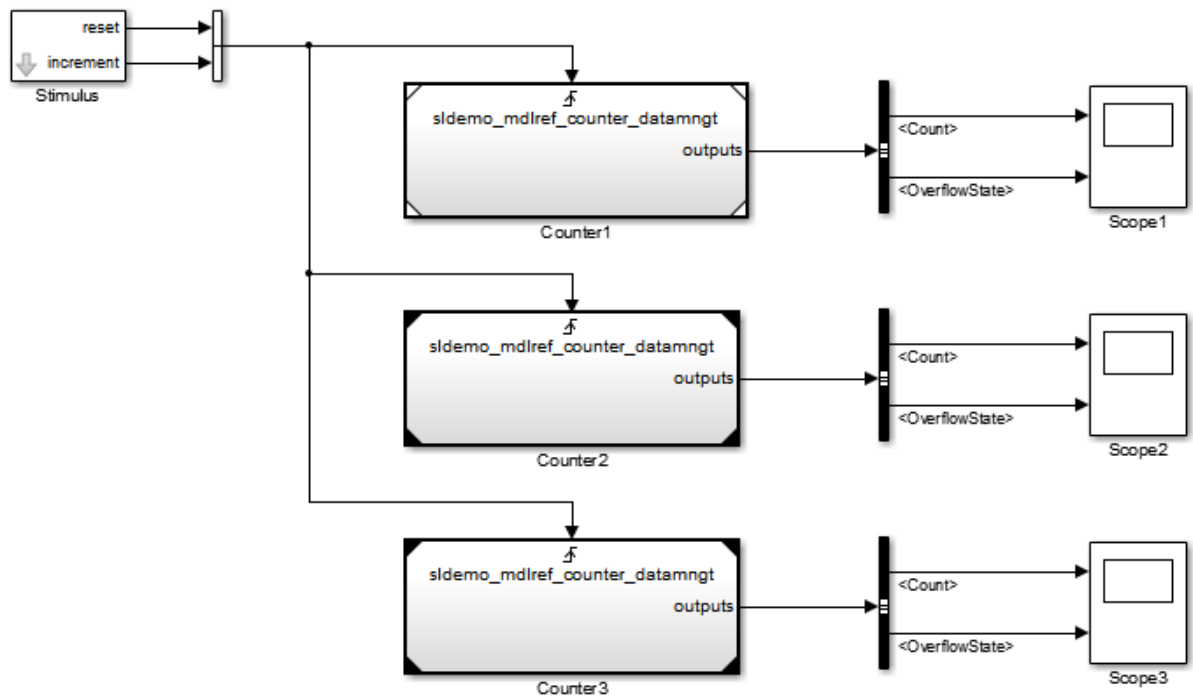 reset
increment
Stimulus
sldemo_mdlref_counter_datamngt
outputs
Counter1
<Count>
<OverflowState>
Scope1
sldemo_mdlref_counter_datamngt
outputs
Counter2
<Count>
<OverflowState>
Scope2
sldemo_mdlref_counter_datamngt
outputs
Counter3
<Count>
<OverflowState>
Scope3